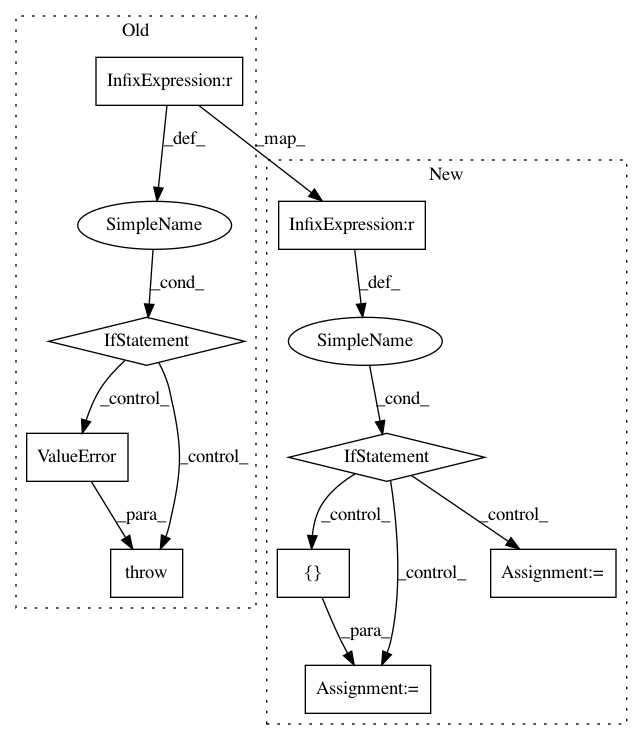 Old
InfixExpression:r
_def_
_map_
New
SimpleName
InfixExpression:r
_cond_
_def_
IfStatement
SimpleName
_control_
_cond_
ValueError
_control_
IfStatement
_para_
_control_
_control_
throw
{}
_control_
Assignment:=
_para_
Assignment:=